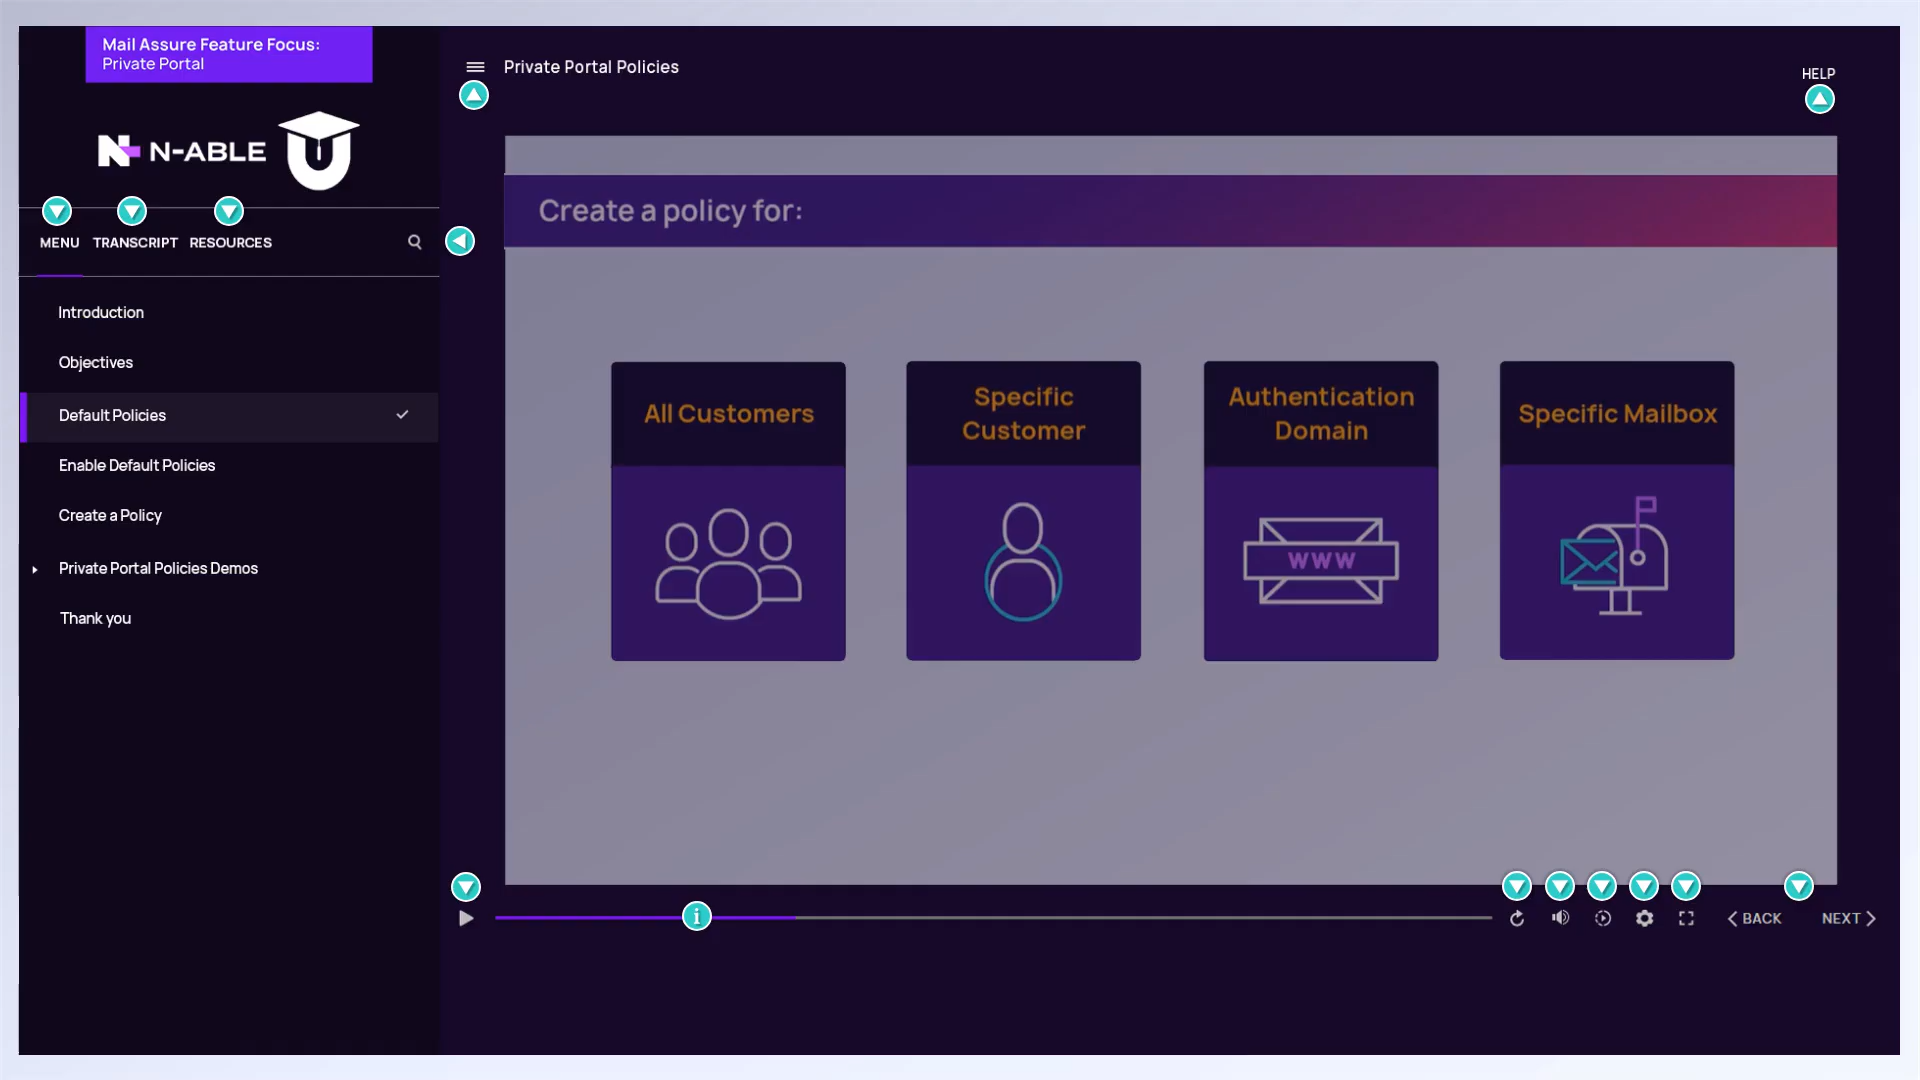 Mail Assure Feature Focus:
Private Portal
N-ABLE U
MENU TRANSCRIPT RESOURCES
Introduction
Objectives
Default Policies
Enable Default Policies
Create a Policy
Private Portal Policies Demos
Thank you
Private Portal Policies
HELP
Create a policy for:
All Customers
Specific
Customer
Authentication
Domain
WWW
Specific Mailbox
i
BACK
NEXT